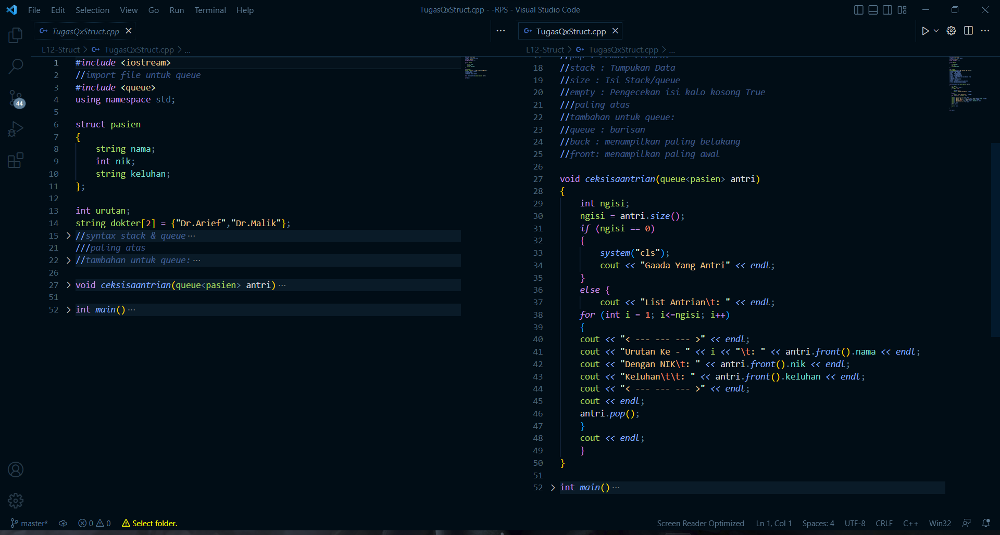 File Edit Selection View Go Run Terminal Help
TugasQxStruct.cpp - -RPS - Visual Studio Code
TugasQxStruct.cpp
L12-Struct > TugasQxStruct.cpp > ...
1 #include <iostream>
2 //import file untuk queue
3 #include <queue>
4 using namespace std;
5
6 struct pasien
7 {
8 string nama;
9 int nik;
10 string keluhan;
11 };
12
13 int urutan;
14 string dokter[2] = {"Dr.Arief","Dr.Malik"};
15 //syntax stack & queue ...
21 ///paling atas
22 //tambahan untuk queue: ...
26
27 void ceksisaantrian(queue<pasien> antri) ...
51
52 int main() ...
44
TugasQxStruct.cpp
L12-Struct > TugasQxStruct.cpp > ...
17 //pop : remove element
18 //stack : Tumpukan Data
19 //size : Isi Stack/queue
20 //empty : Pengecekan isi kalo kosong True
21 ///paling atas
22 //tambahan untuk queue:
23 //queue : barisan
24 //back : menampilkan paling belakang
25 //front: menampilkan paling awal
26
27 void ceksisaantrian(queue<pasien> antri)
28 {
29 int ngisi;
30 ngisi = antri.size();
31 if (ngisi == 0)
32 {
33 system("cls");
34 cout << "Gaada Yang Antri" << endl;
35 }
36 else {
37 cout << "List Antrian\t: " << endl;
38 for (int i = 1; i<=ngisi; i++)
39 {
40 cout << "< --- --- --- >" << endl;
41 cout << "Urutan Ke - " << i << "\t: " << antri.front().nama << endl;
42 cout << "Dengan NIK\t: " << antri.front().nik << endl;
43 cout << "Keluhan\t\t: " << antri.front().keluhan << endl;
44 cout << "< --- --- --- >" << endl;
45 cout << endl;
46 antri.pop();
47 }
48 cout << endl;
49 }
50 }
51
52 int main() ...
master* 0 0 Select folder. Screen Reader Optimized Ln 1, Col 1 Spaces: 4 UTF-8 CRLF C++ Win32